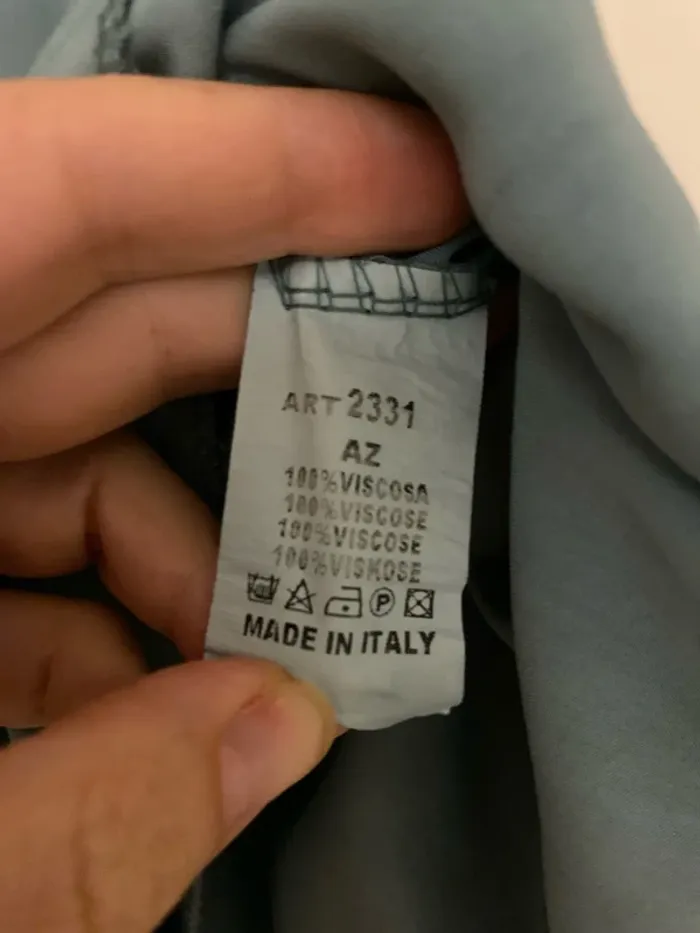 ART 2331
AZ
100%VISCOSA
100%VISCOSE
100%VISCOSE
100%VISKOSE
P
MADE IN ITALY